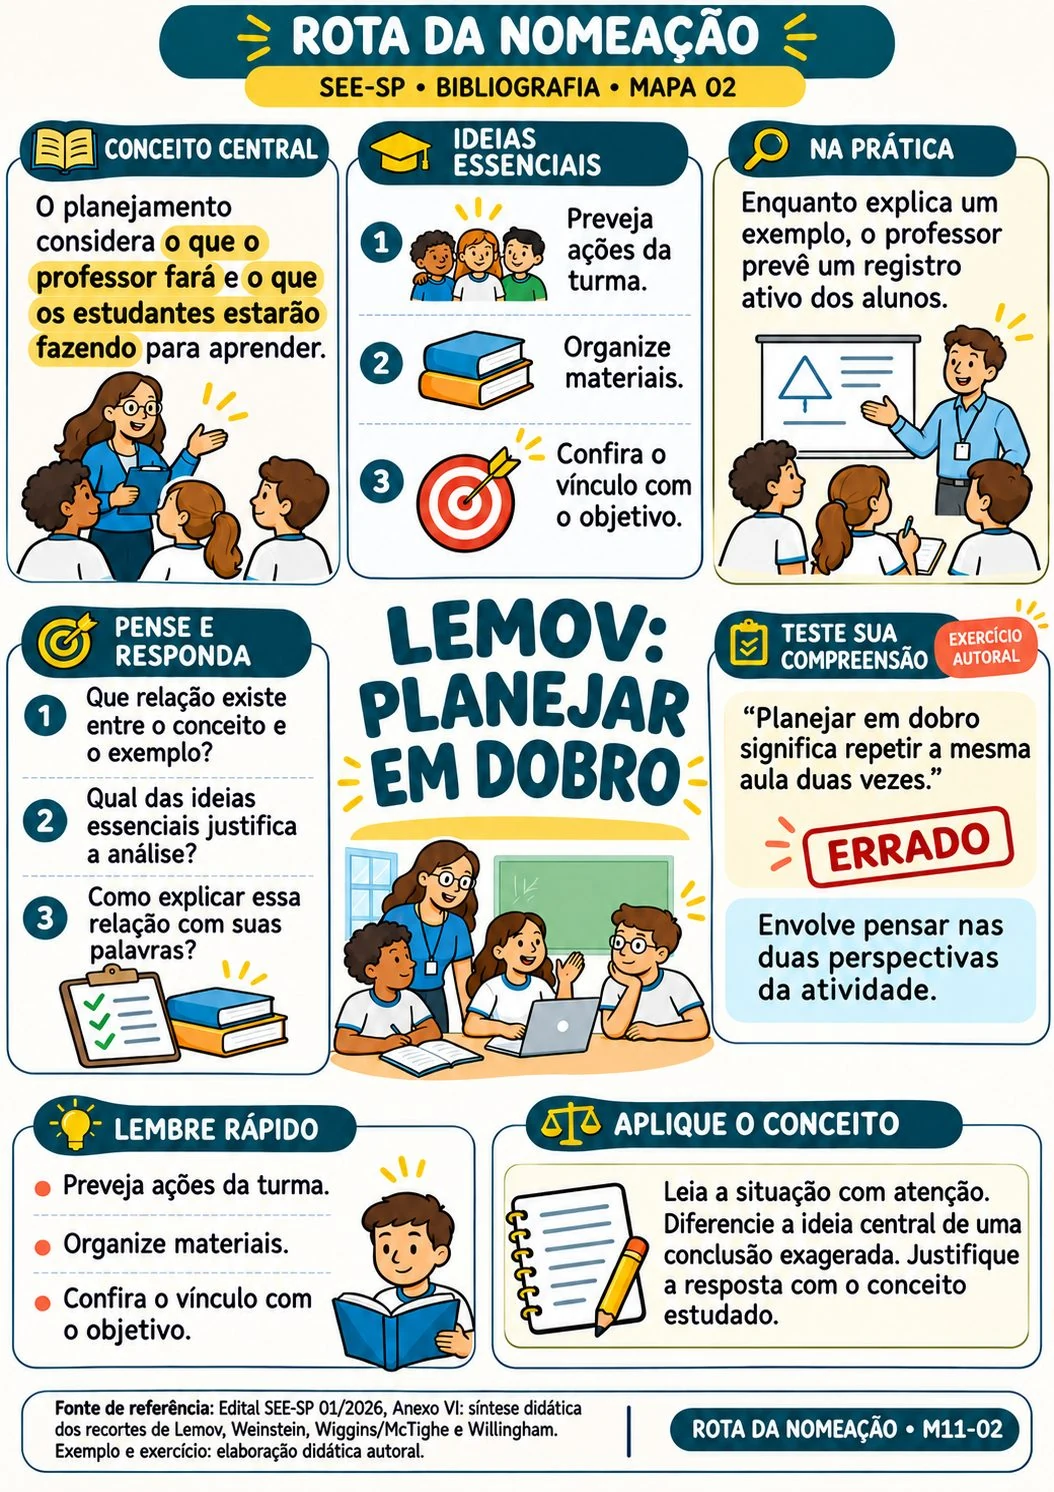 ROTA DA NOMEAÇÃO
SEE-SP • BIBLIOGRAFIA • MAPA 02
CONCEITO CENTRAL
O planejamento
considera o que o
professor fará e o que
os estudantes estarão
fazendo para aprender.
IDEIAS
ESSENCIAIS
1
Preveja
ações da
turma.
2
Organize
materiais.
3
Confira o
vínculo com
o objetivo.
NA PRÁTICA
Enquanto explica um
exemplo, o professor
prevê um registro
ativo dos alunos.
PENSE E
RESPONDA
1
Que relação existe
entre o conceito e
o exemplo?
2
Qual das ideias
essenciais justifica
a análise?
3
Como explicar essa
relação com suas
palavras?
LEMOV:
PLANEJAR
EM DOBRO
TESTE SUA
COMPREENSÃO
EXERCÍCIO
AUTORAL
“Planejar em dobro
significa repetir a mesma
aula duas vezes.”
ERRADO
Envolve pensar nas
duas perspectivas
da atividade.
LEMBRE RÁPIDO
• Preveja ações da turma.
• Organize materiais.
• Confira o vínculo com
o objetivo.
APLIQUE O CONCEITO
Leia a situação com atenção.
Diferencie a ideia central de uma
conclusão exagerada. Justifique
a resposta com o conceito
estudado.
Fonte de referência: Edital SEE-SP 01/2026, Anexo VI: síntese didática
dos recortes de Lemov, Weinstein, Wiggins/McTighe e Willingham.
Exemplo e exercício: elaboração didática autoral.
ROTA DA NOMEAÇÃO • M11-02